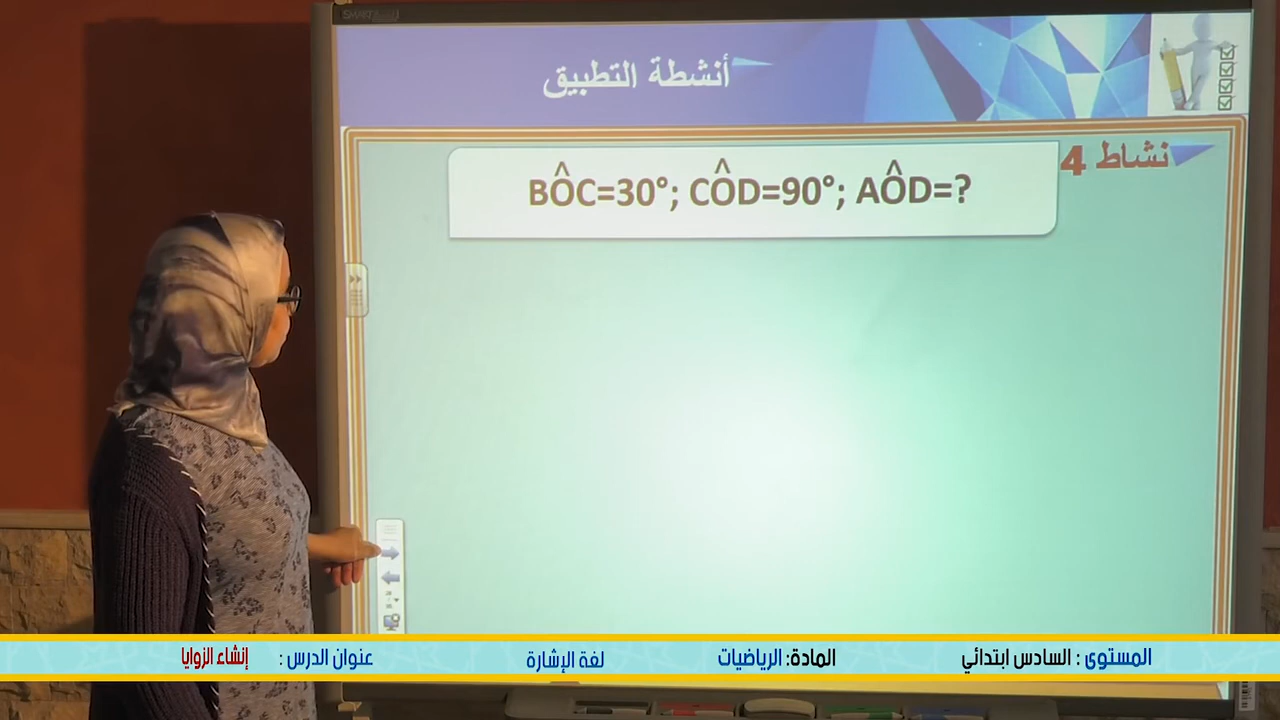 SMART
أنشطة التطبيق
نشاط 4
BÔC=30°; CÔD=90°; AÔD=?
المستوى : السادس ابتدائي
المادة: الرياضيات
لغة الإشارة
عنوان الدرس : إنشاء الزوايا